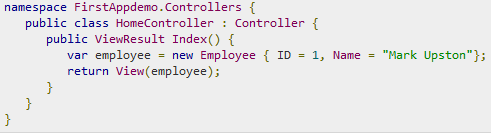 namespace FirstAppdemo.Controllers {
   public class HomeController : Controller {
      public ViewResult Index() {
         var employee = new Employee { ID = 1, Name = "Mark Upston"};
         return View(employee);
      }
   }
}